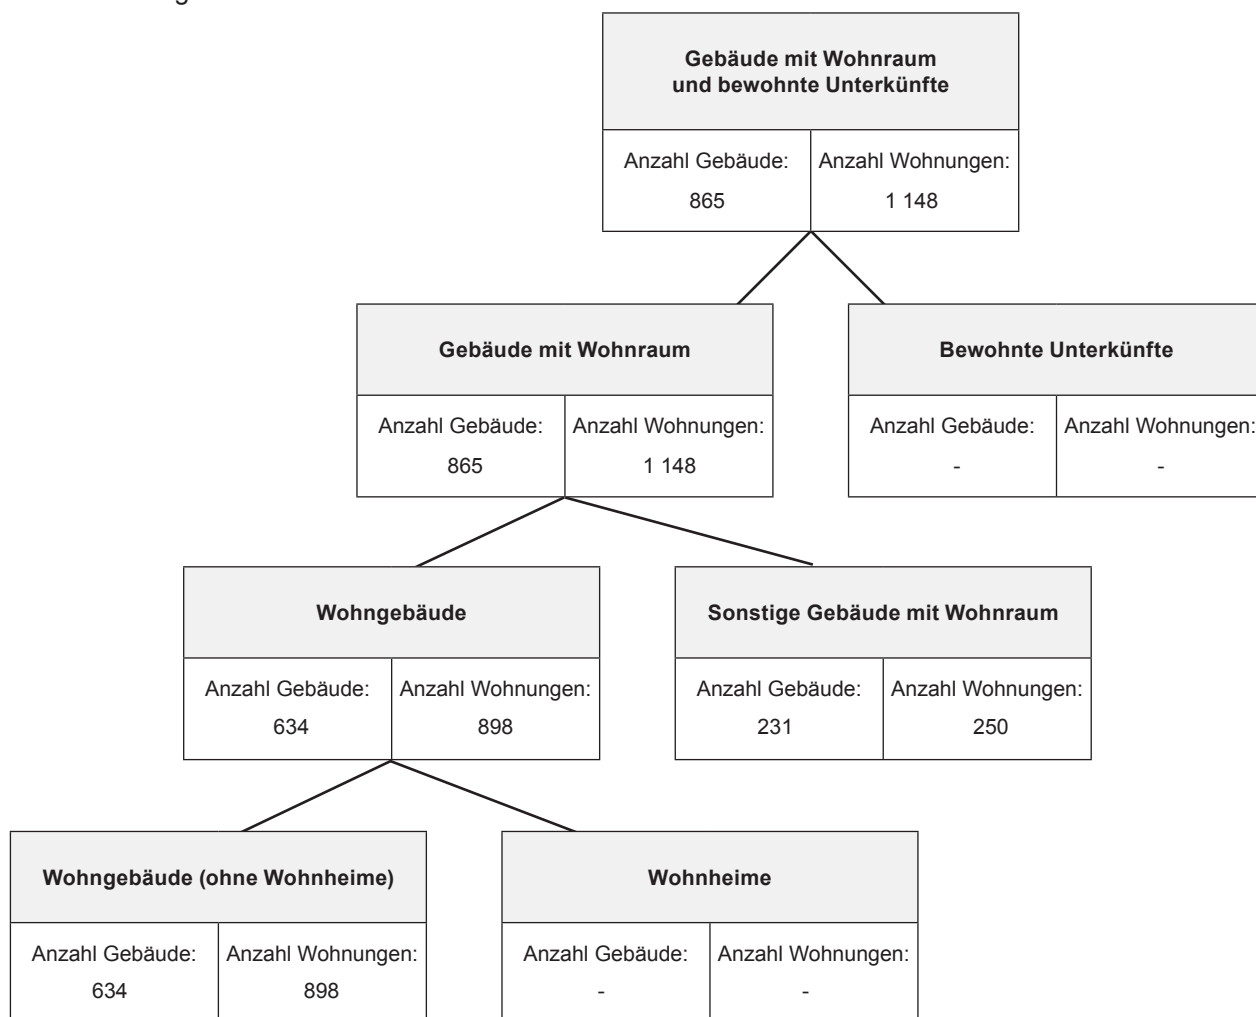 Gebäude mit Wohnraum
und bewohnte Unterkünfte
Anzahl Gebäude:
865
Anzahl Wohnungen:
1 148
Gebäude mit Wohnraum
Anzahl Gebäude:
865
Anzahl Wohnungen:
1 148
Bewohnte Unterkünfte
Anzahl Gebäude:
-
Anzahl Wohnungen:
-
Wohngebäude
Anzahl Gebäude:
634
Anzahl Wohnungen:
898
Sonstige Gebäude mit Wohnraum
Anzahl Gebäude:
231
Anzahl Wohnungen:
250
Wohngebäude (ohne Wohnheime)
Anzahl Gebäude:
634
Anzahl Wohnungen:
898
Wohnheime
Anzahl Gebäude:
-
Anzahl Wohnungen:
-